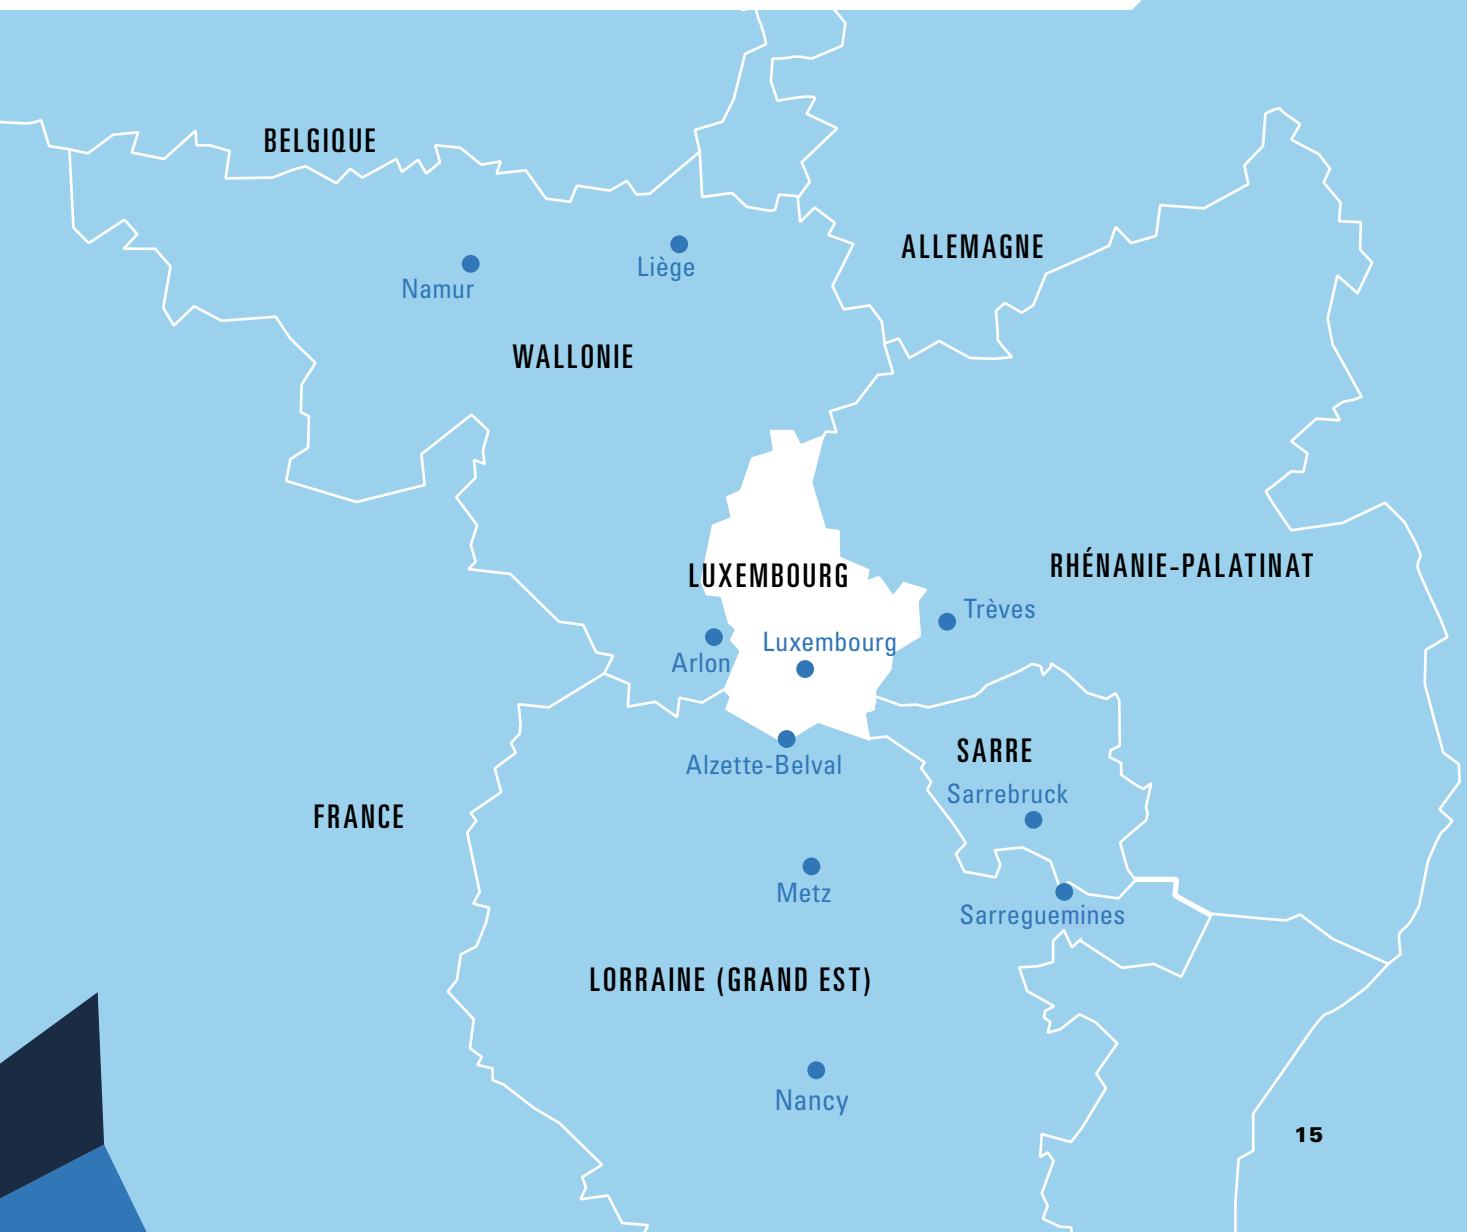 BELGIQUE
ALLEMAGNE
Liège
Namur
WALLONIE
RHÉNANIE-PALATINAT
LUXEMBOURG
Trèves
Luxembourg
Arlon
SARRE
Alzette-Belval
Sarrebruck
FRANCE
Metz
Sarreguemines
LORRAINE (GRAND EST)
Nancy
15